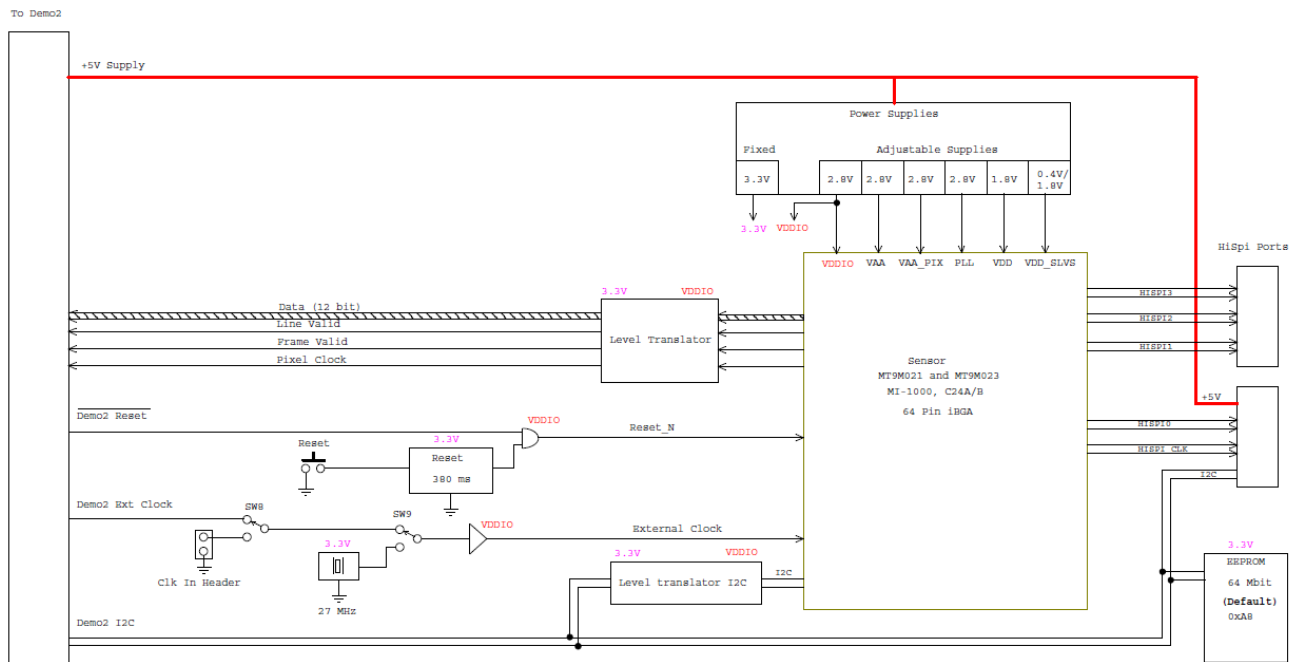 To Demo2
+5V Supply
Power Supplies
Fixed
Adjustable Supplies
3.3V
2.8V
2.8V
2.8V
2.8V
1.8V
0.4V/
1.8V
3.3V
VDDIO
HiSpi Ports
VDDIO
VAA
VAA_PIX
PLL
VDD
VDD_SLVS
3.3V
VDDIO
HISPI3
Data (12 bit)
Line Valid
HISPI2
Frame Valid
Level Translator
HISPI1
Pixel Clock
Sensor
MT9M021 and MT9M023
MI-1000, C24A/B
64 Pin iBGA
+5V
Demo2 Reset
VDDIO
Reset_N
HISPI0
Reset
3.3V
HISPI CLK
Reset
380 ms
I2C
Demo2 Ext Clock
SW8
SW9
VDDIO
External Clock
3.3V
3.3V
VDDIO
3.3V
Clk In Header
I2C
EEPROM
Level translator I2C
64 Mbit
27 MHz
(Default)
0xA8
Demo2 I2C